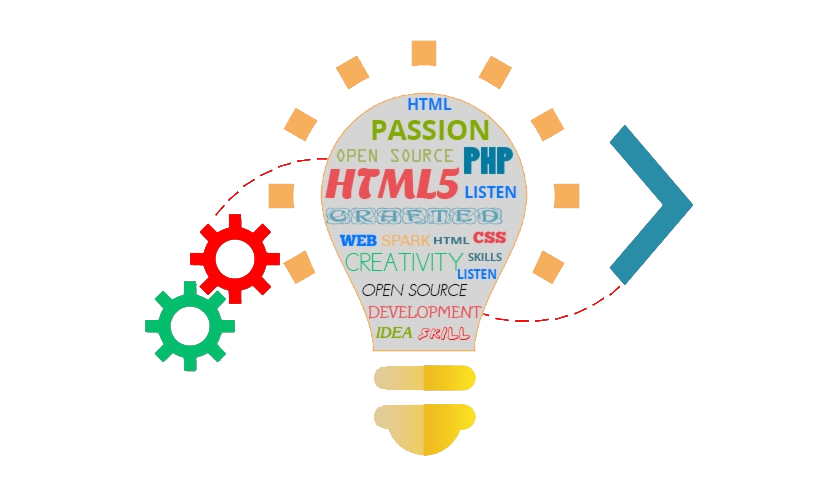 HTML
PASSION
OPEN SOURCE PHP
HTML5 LISTEN
CRAFTED
WEB SPARK HTML CSS
CREATIVITY SKILLS
LISTEN
OPEN SOURCE
DEVELOPMENT
IDEA SKILL